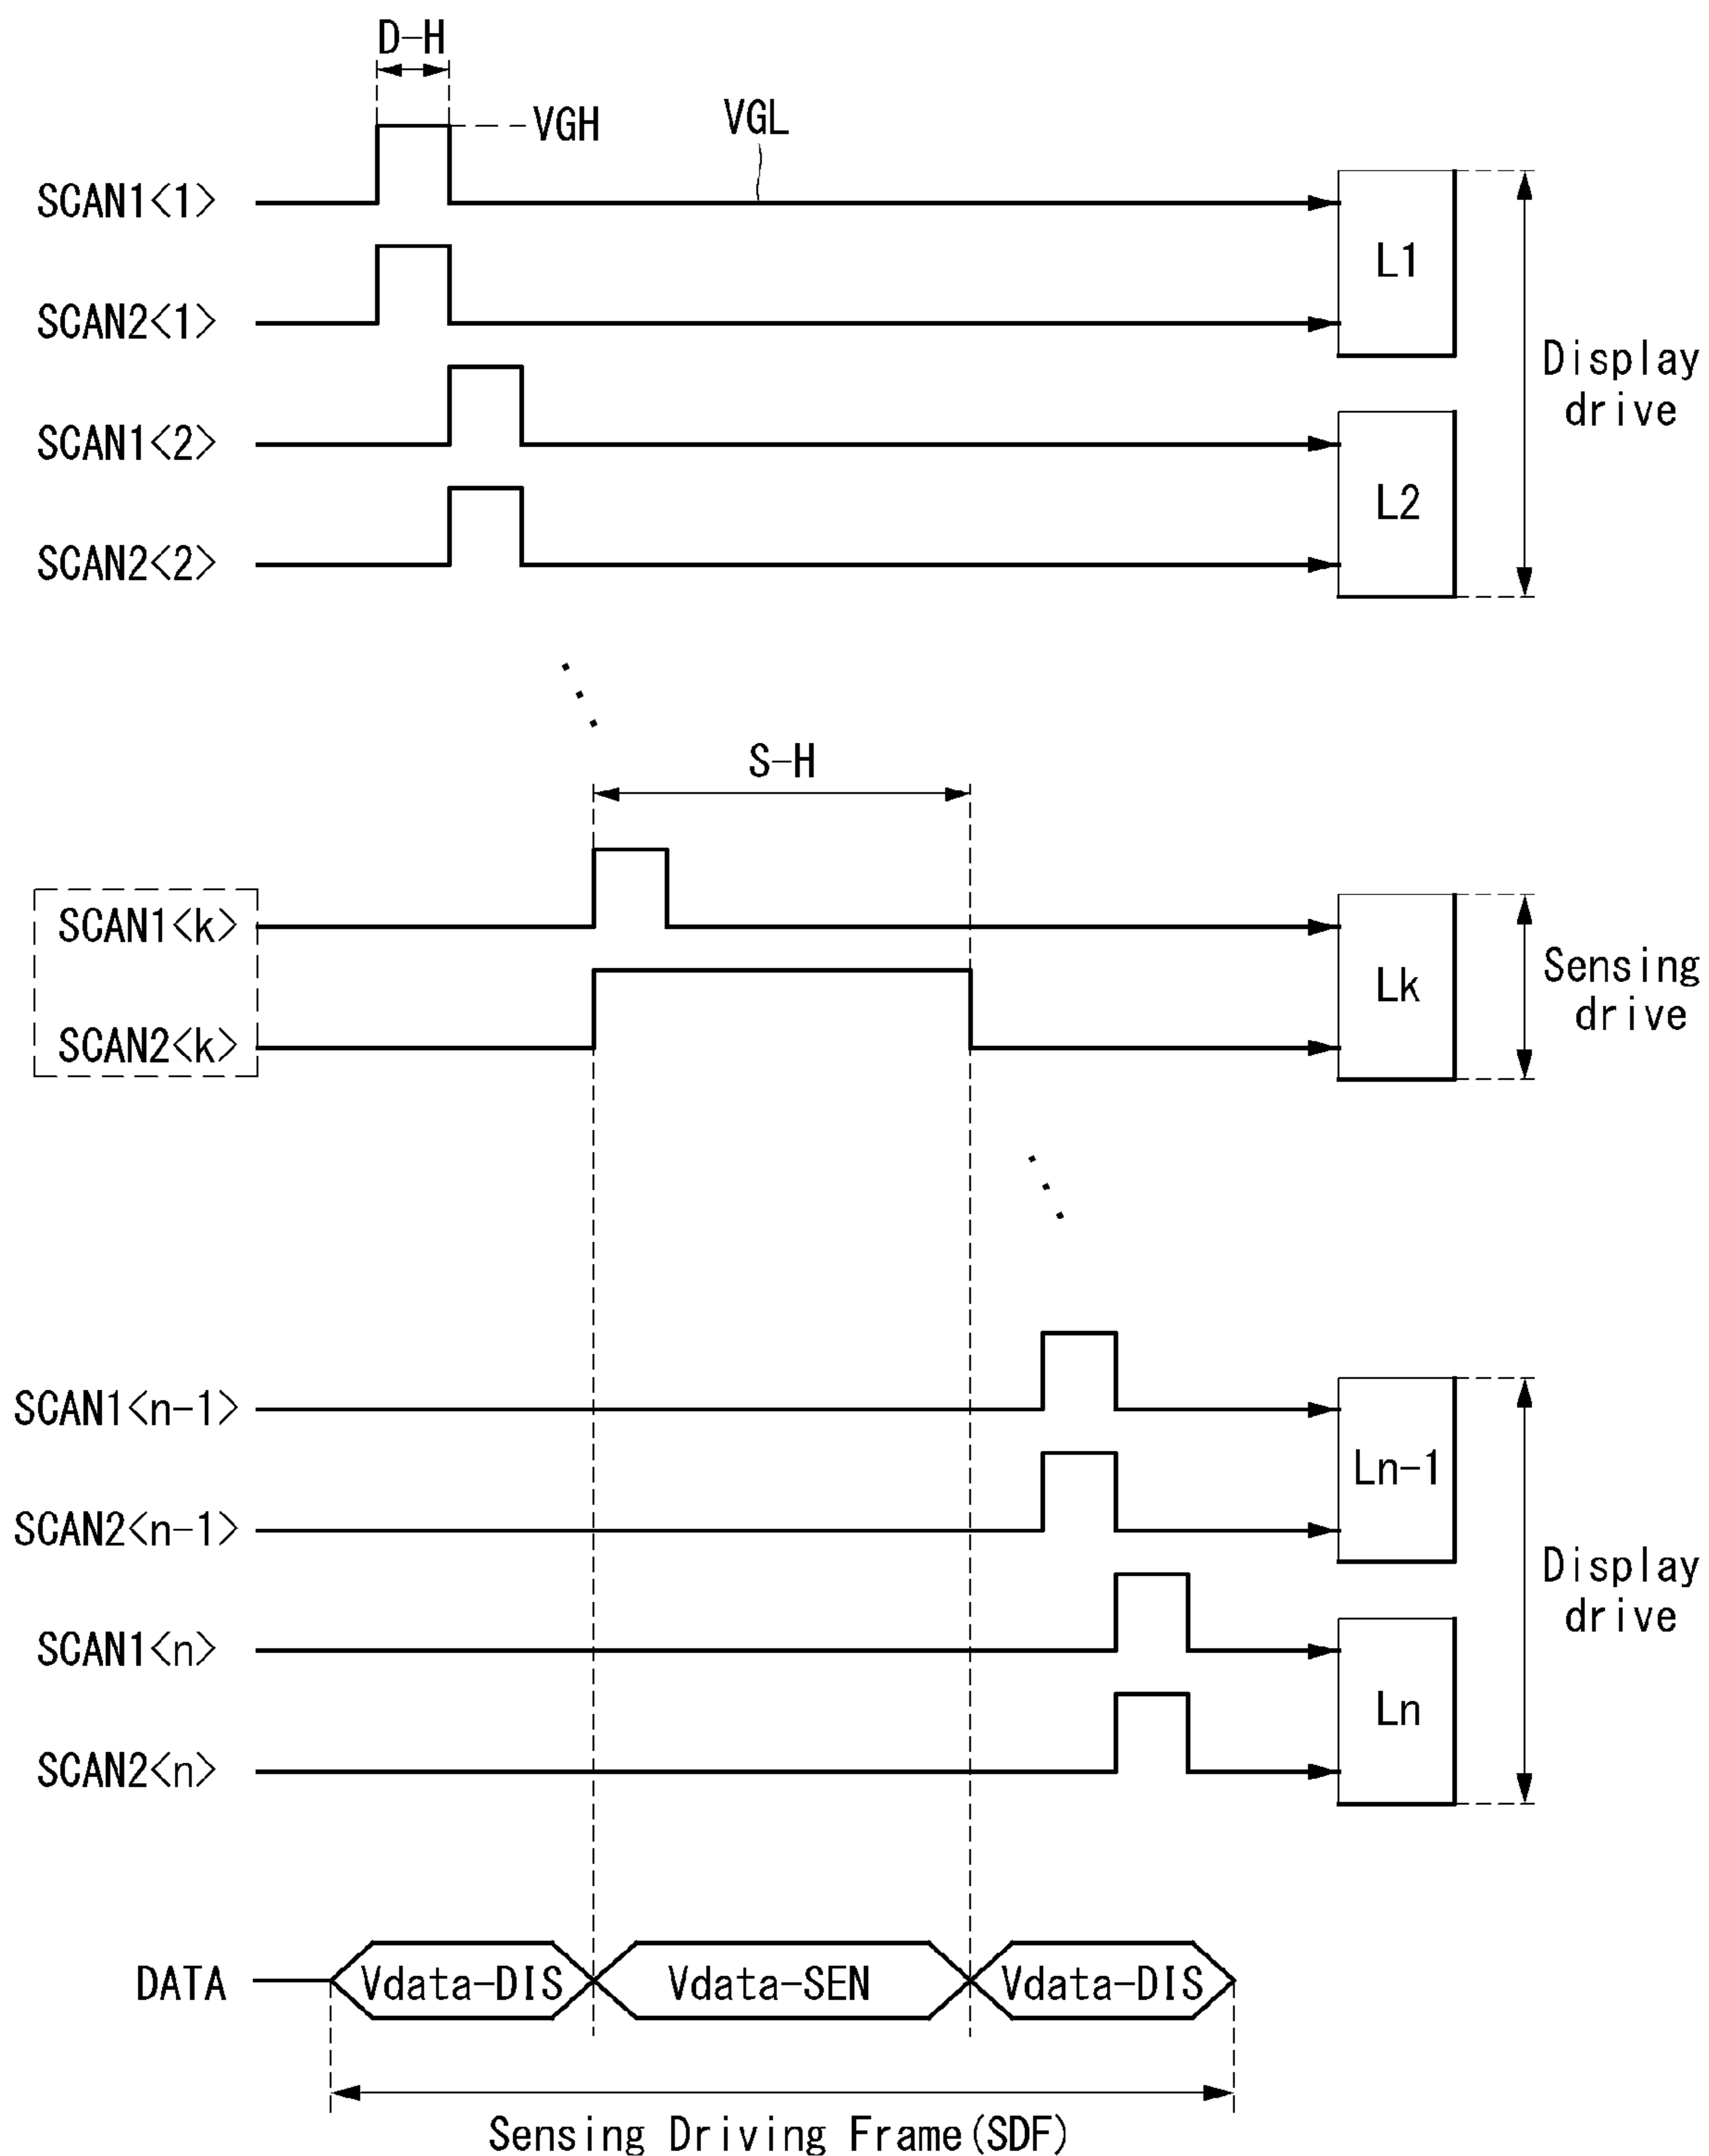 D-H
VGH
VGL
SCAN1<1>
L1
SCAN2<1>
Display
drive
SCAN1<2>
L2
SCAN2<2>
S-H
SCAN1<k>
Sensing
drive
Lk
SCAN2<k>
SCAN1<n-1>
Ln-1
SCAN2<n-1>
Display
drive
SCAN1<n>
Ln
SCAN2<n>
DATA Vdata-DIS Vdata-SEN Vdata-DIS
Sensing Driving Frame(SDF)